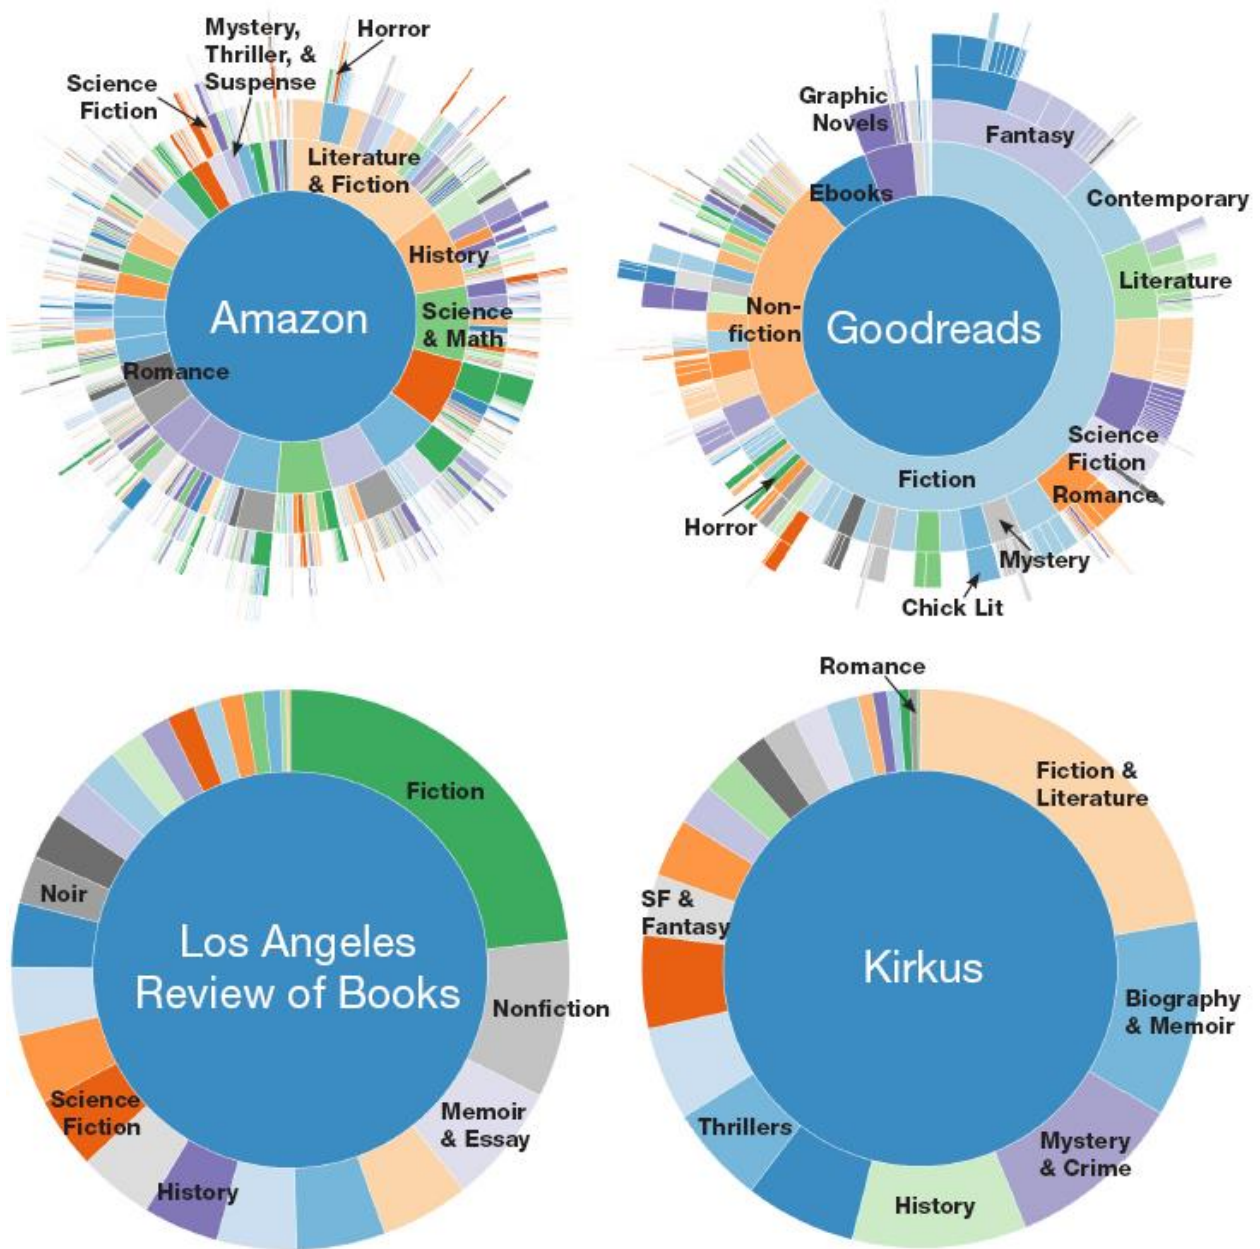 Mystery,
Thriller, &
Suspense
Horror
Science
Fiction
Literature
& Fiction
History
Science
& Math
Romance
Amazon
Graphic
Novels
Fantasy
Ebooks
Contemporary
Literature
Non-
fiction
Goodreads
Science
Fiction
Romance
Fiction
Horror
Mystery
Chick Lit
Fiction
Noir
Los Angeles
Review of Books
Nonfiction
Science
Fiction
Memoir
& Essay
History
Romance
Fiction &
Literature
SF &
Fantasy
Kirkus
Biography
& Memoir
Thrillers
Mystery
& Crime
History